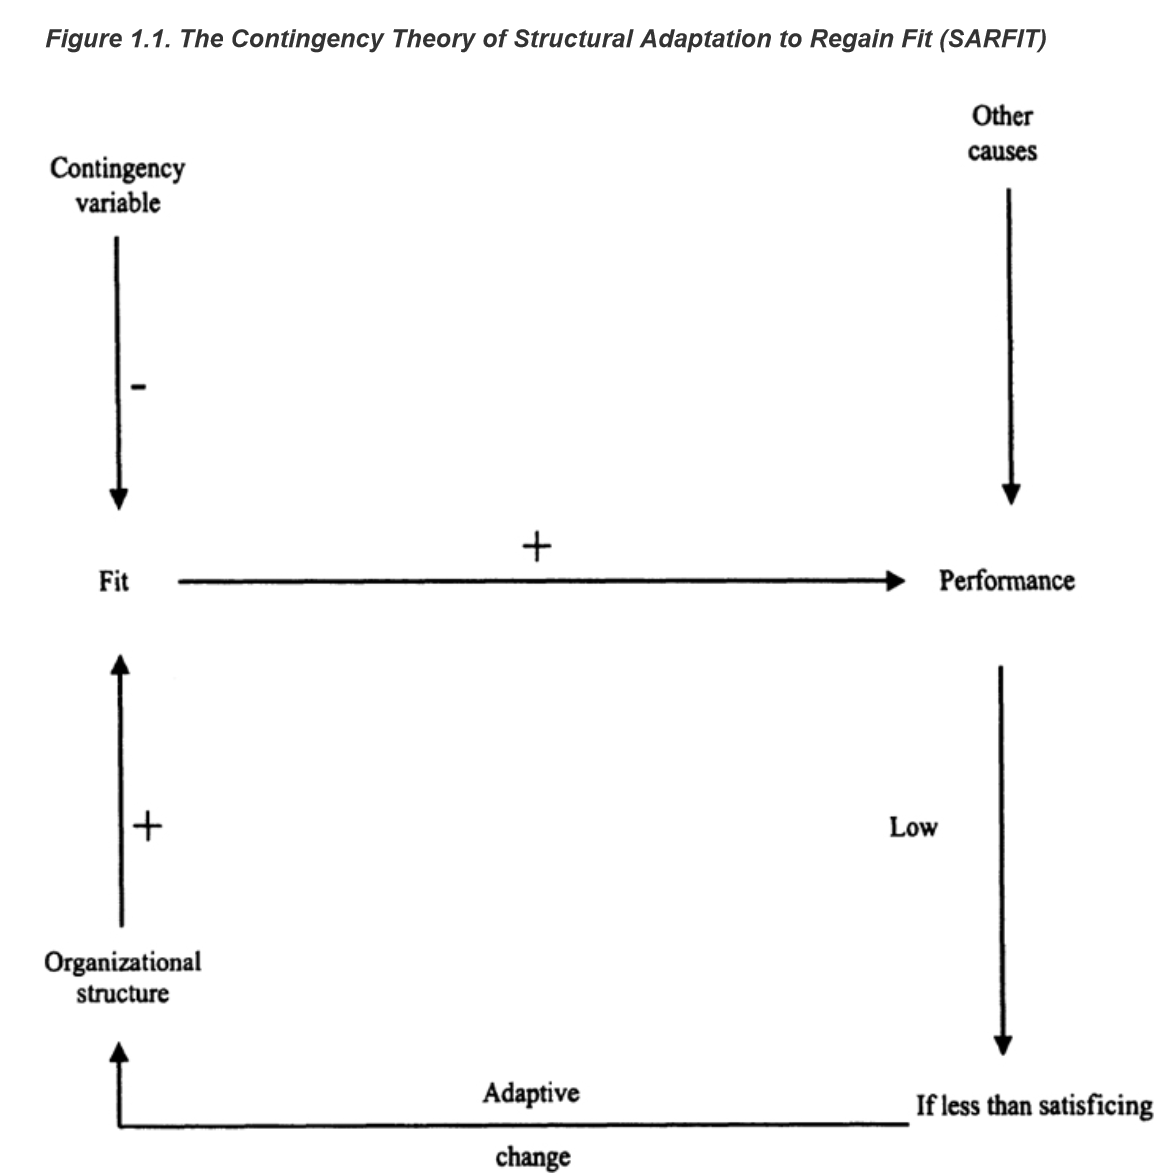 Figure 1.1. The Contingency Theory of Structural Adaptation to Regain Fit (SARFIT)
Other
causes
Contingency
variable
-
+
Fit
Performance
+
Low
Organizational
structure
Adaptive
If less than satisficing
change